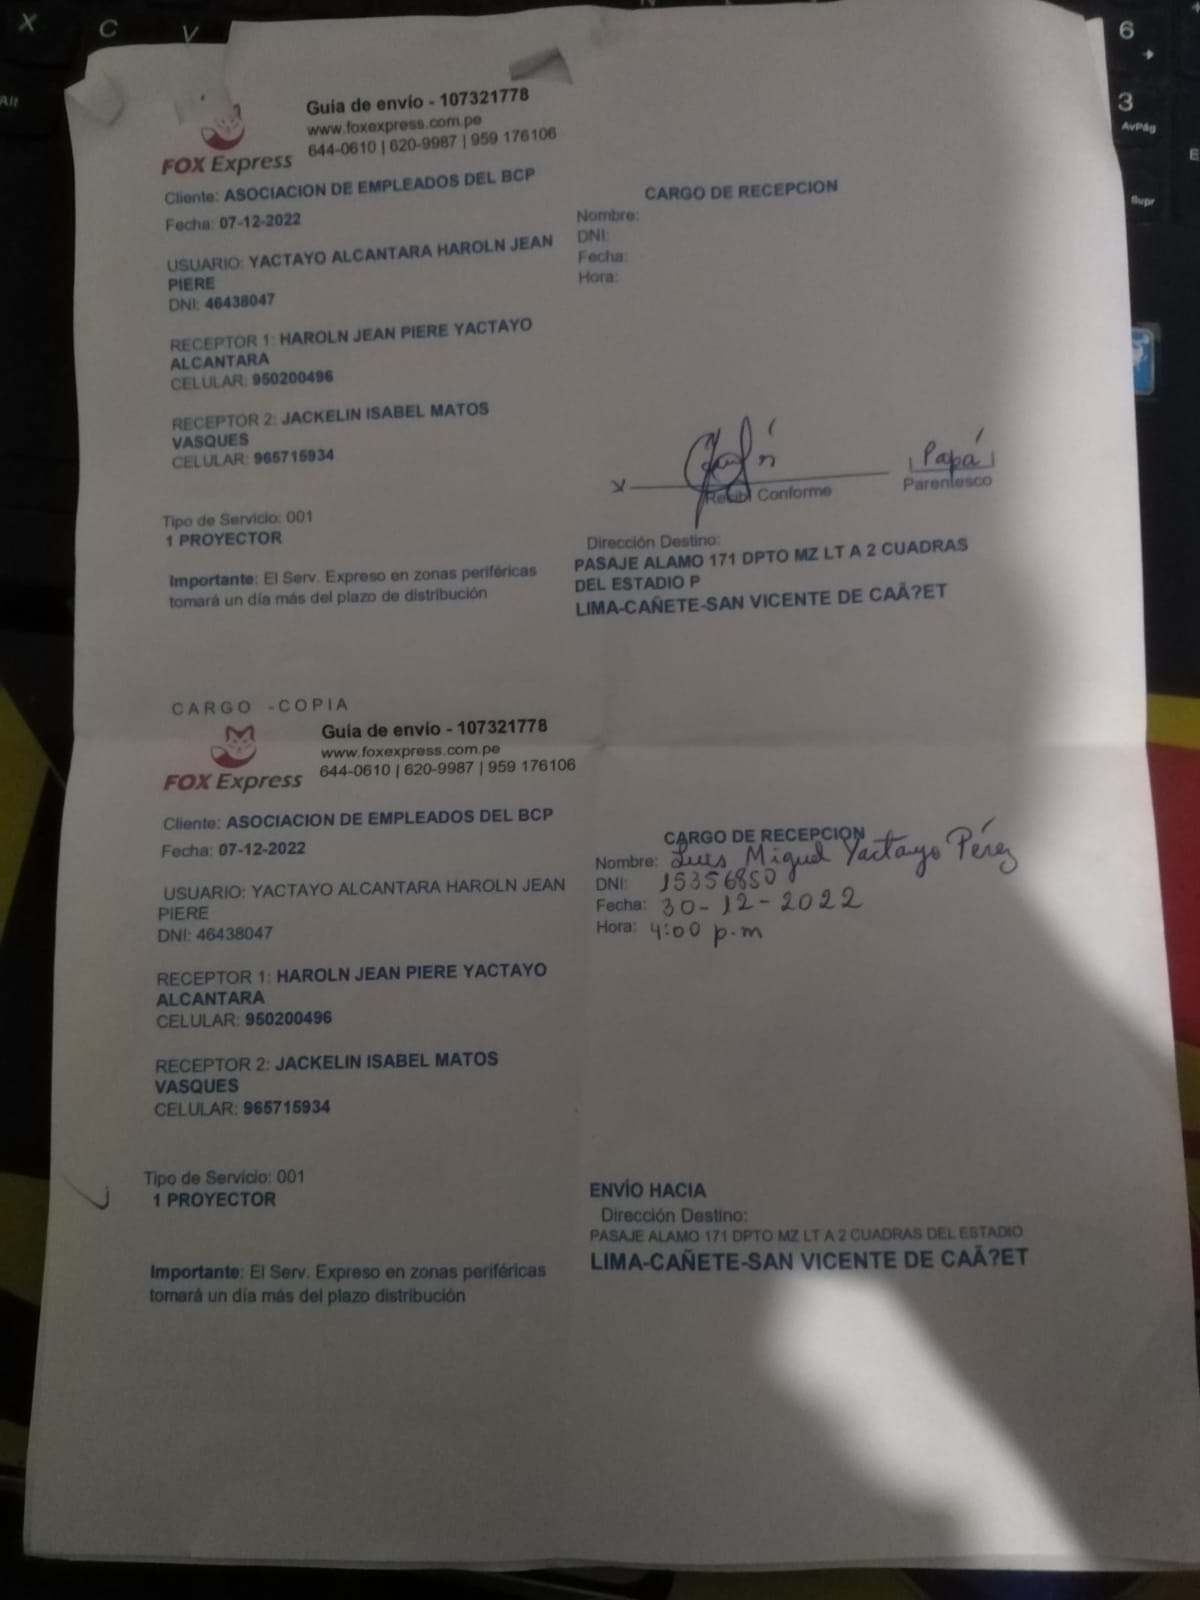 Guía de envío - 107321778
www.foxexpress.com.pe
644-0610 | 620-9987 | 959 176106
FOX Express
Cliente: ASOCIACION DE EMPLEADOS DEL BCP
Fecha: 07-12-2022
USUARIO: YACTAYO ALCANTARA HAROLN JEAN
PIERE
DNI: 46438047
RECEPTOR 1: HAROLN JEAN PIERE YACTAYO
ALCANTARA
CELULAR: 950200496
RECEPTOR 2: JACKELIN ISABEL MATOS
VASQUES
CELULAR: 965715934
Tipo de Servicio: 001
1 PROYECTOR
Importante: El Serv. Expreso en zonas periféricas
tomará un día más del plazo de distribución
CARGO DE RECEPCION
Nombre:
DNI:
Fecha:
Hora:
Papá
Recibí Conforme
Parentesco
Dirección Destino:
PASAJE ALAMO 171 DPTO MZ LT A 2 CUADRAS
DEL ESTADIO P
LIMA-CAÑETE-SAN VICENTE DE CAÃ?ET
CARGO -COPIA
Guía de envío - 107321778
www.foxexpress.com.pe
644-0610 | 620-9987 | 959 176106
FOX Express
Cliente: ASOCIACION DE EMPLEADOS DEL BCP
Fecha: 07-12-2022
USUARIO: YACTAYO ALCANTARA HAROLN JEAN
PIERE
DNI: 46438047
RECEPTOR 1: HAROLN JEAN PIERE YACTAYO
ALCANTARA
CELULAR: 950200496
RECEPTOR 2: JACKELIN ISABEL MATOS
VASQUES
CELULAR: 965715934
Tipo de Servicio: 001
1 PROYECTOR
Importante: El Serv. Expreso en zonas periféricas
tomará un día más del plazo distribución
CARGO DE RECEPCION
Nombre: Luis Miguel Yactayo Pérez
DNI: 15356850
Fecha: 30-12-2022
Hora: 4:00 p.m
ENVÍO HACIA
Dirección Destino:
PASAJE ALAMO 171 DPTO MZ LT A 2 CUADRAS DEL ESTADIO
LIMA-CAÑETE-SAN VICENTE DE CAÃ?ET
X
C
V
Alt
6
3
AvPág
Supr